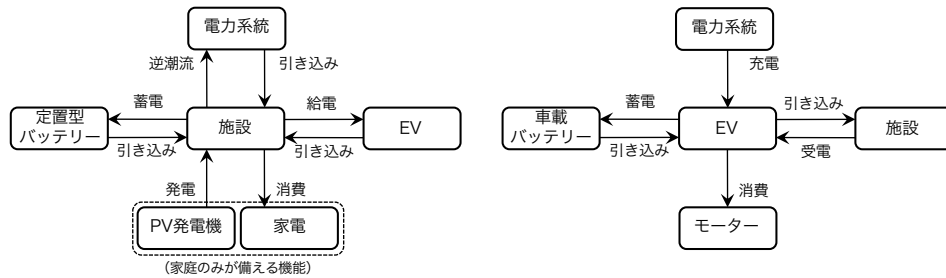 電力系統
逆潮流
引き込み
蓄電
給電
定置型
バッテリー
施設
EV
引き込み
引き込み
発電
消費
PV発電機
家電
(家庭のみが備える機能)
電力系統
充電
蓄電
引き込み
車載
バッテリー
EV
施設
引き込み
受電
消費
モーター